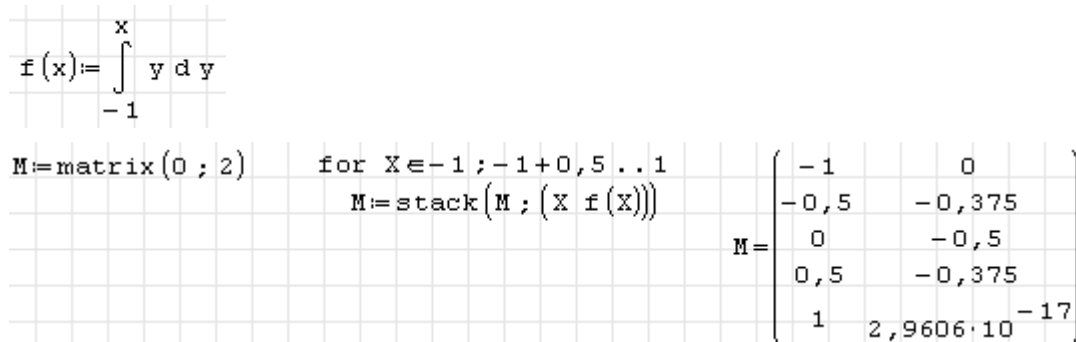 x
f(x):= ∫ y d y
-1
M:=matrix(0 ; 2)
for X∈-1 ; -1+0,5..1
M:=stack(M ; (X f(X)))
M=
-1 0
-0,5 -0,375
0 -0,5
0,5 -0,375
1 2,9606·10^-17